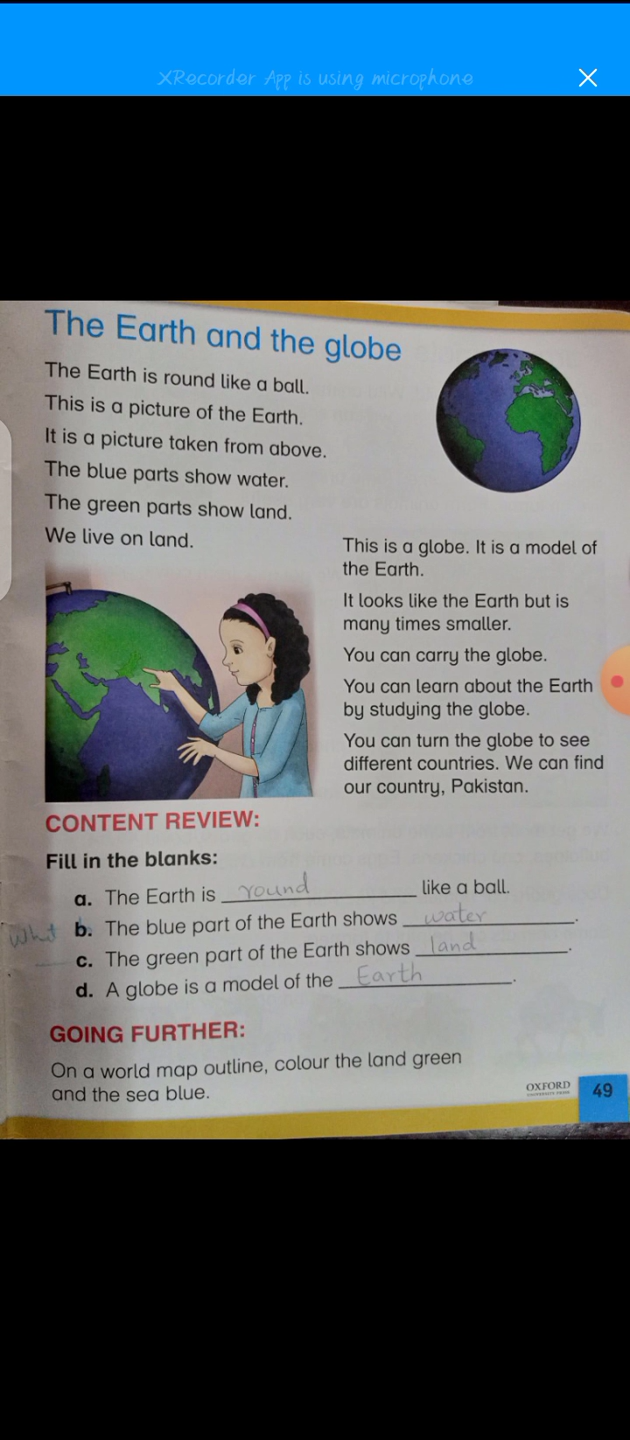 XRecorder App is using microphone
The Earth and the globe
The Earth is round like a ball.
This is a picture of the Earth.
It is a picture taken from above.
The blue parts show water.
The green parts show land.
We live on land.
This is a globe. It is a model of
the Earth.
It looks like the Earth but is
many times smaller.
You can carry the globe.
You can learn about the Earth
by studying the globe.
You can turn the globe to see
different countries. We can find
our country, Pakistan.
CONTENT REVIEW:
Fill in the blanks:
a. The Earth is round like a ball.
What b. The blue part of the Earth shows water.
c. The green part of the Earth shows land.
d. A globe is a model of the Earth.
GOING FURTHER:
On a world map outline, colour the land green
and the sea blue.
OXFORD
UNIVERSITY PRESS
49